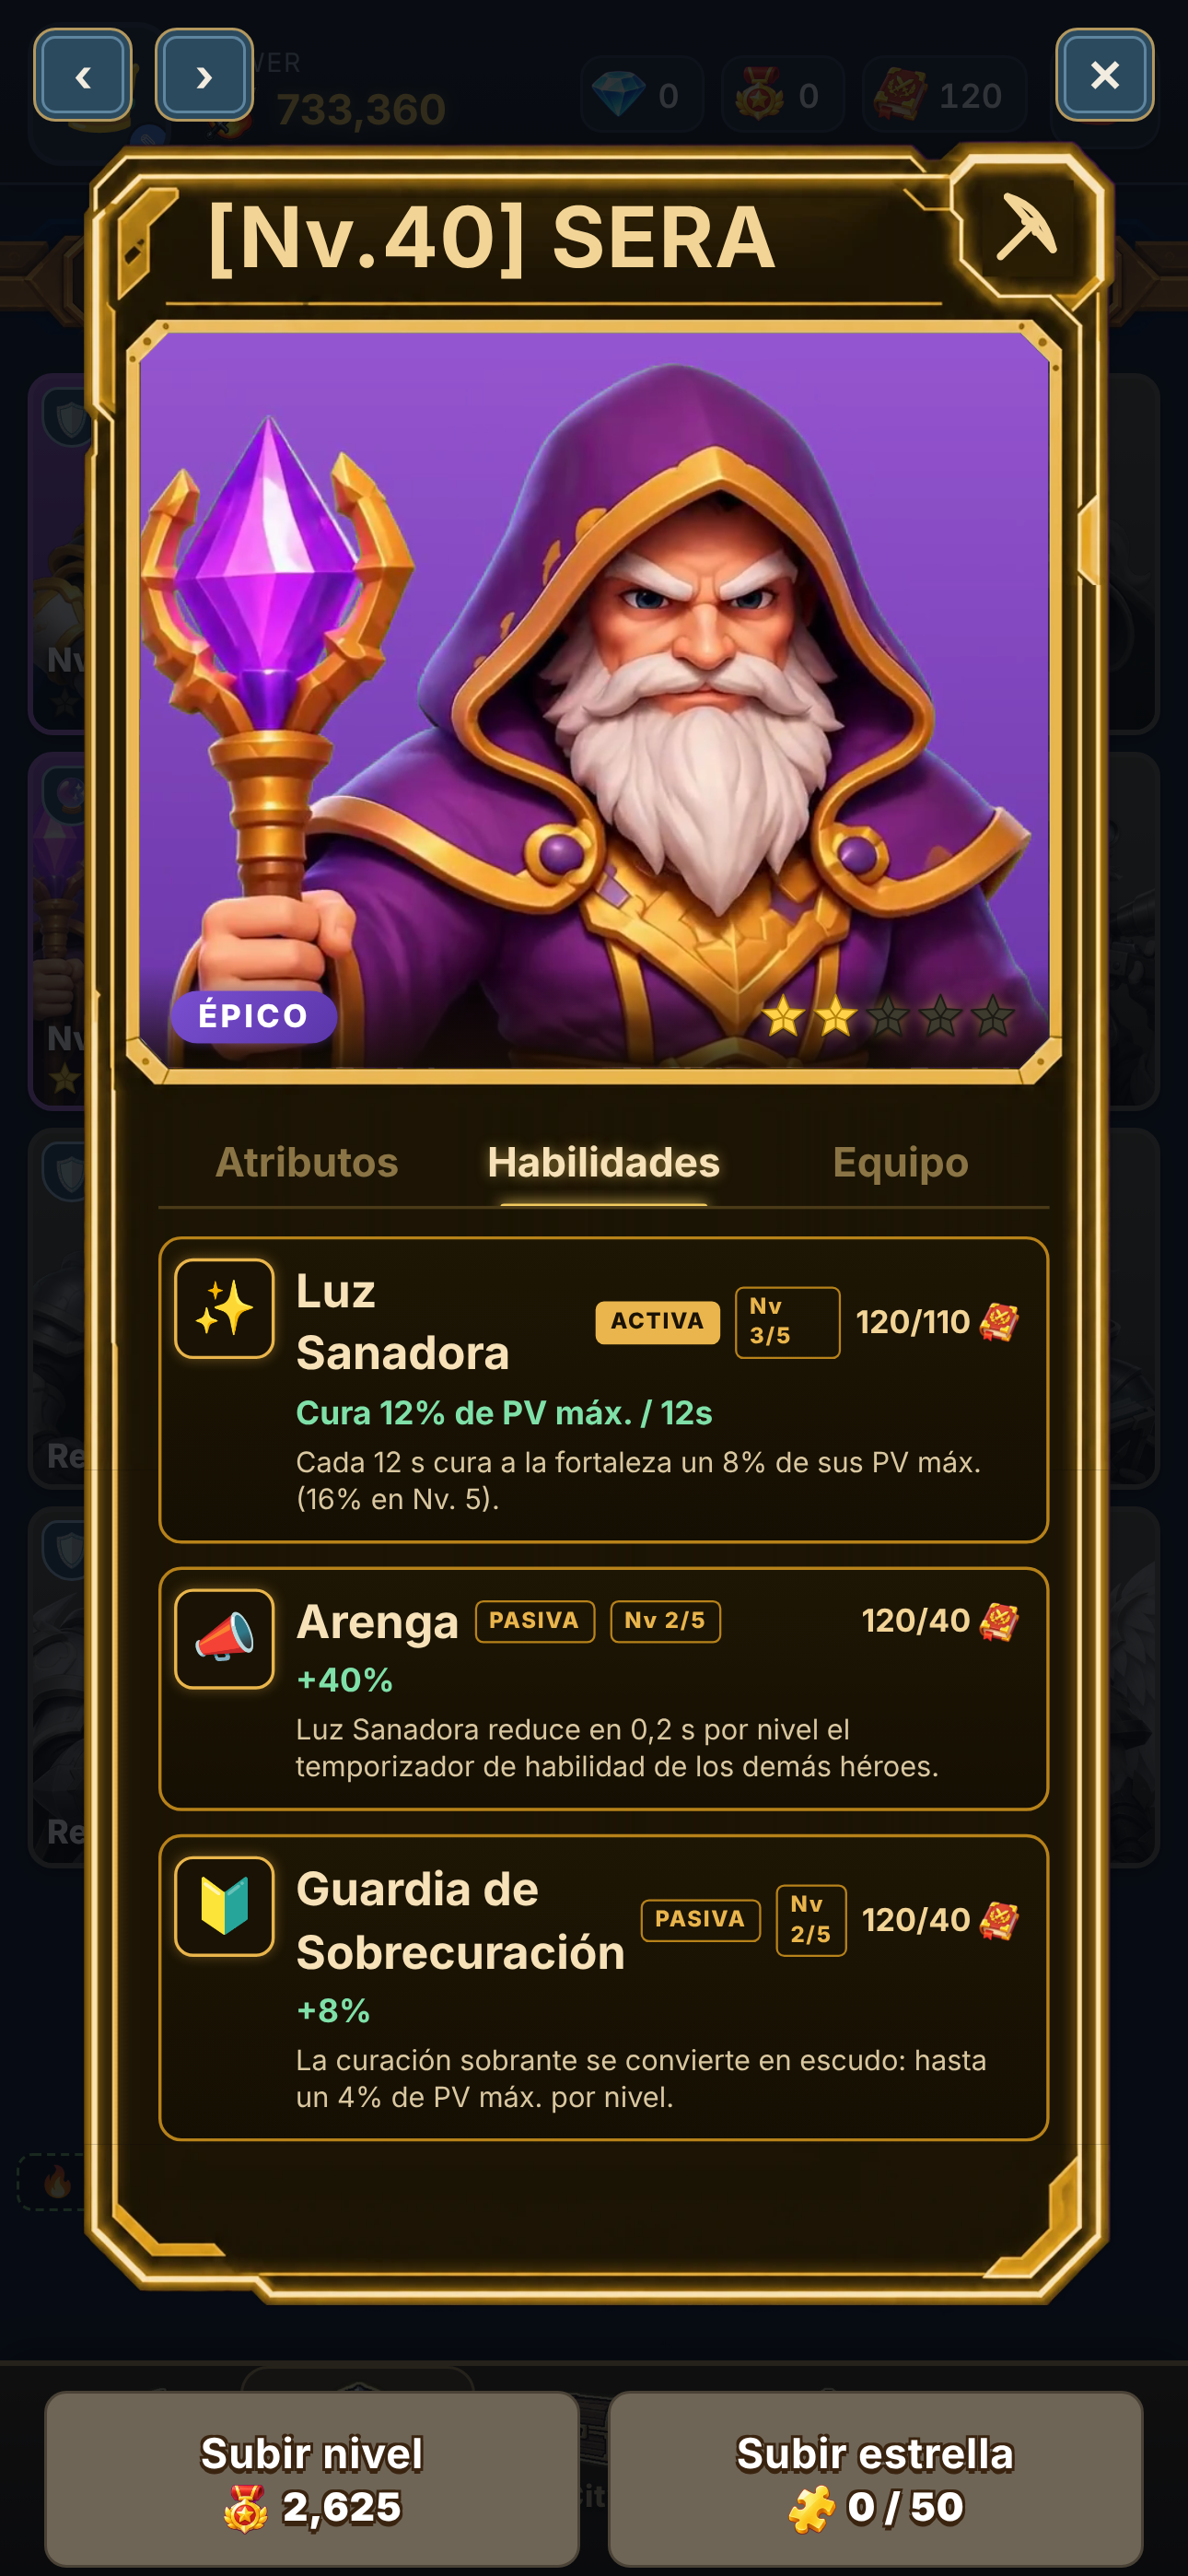 ‹ › WER 733,360 0 0 120 ×
[Nv.40] SERA
ÉPICO
Atributos Habilidades Equipo
Luz
Sanadora
ACTIVA
Nv
3/5
120/110
Cura 12% de PV máx. / 12s
Cada 12 s cura a la fortaleza un 8% de sus PV máx.
(16% en Nv. 5).
Arenga PASIVA Nv 2/5 120/40
+40%
Luz Sanadora reduce en 0,2 s por nivel el
temporizador de habilidad de los demás héroes.
Guardia de
Sobrecuración
PASIVA
Nv
2/5
120/40
+8%
La curación sobrante se convierte en escudo: hasta
un 4% de PV máx. por nivel.
Nv
Nv
Re
Re
Subir nivel
2,625
Subir estrella
0 / 50